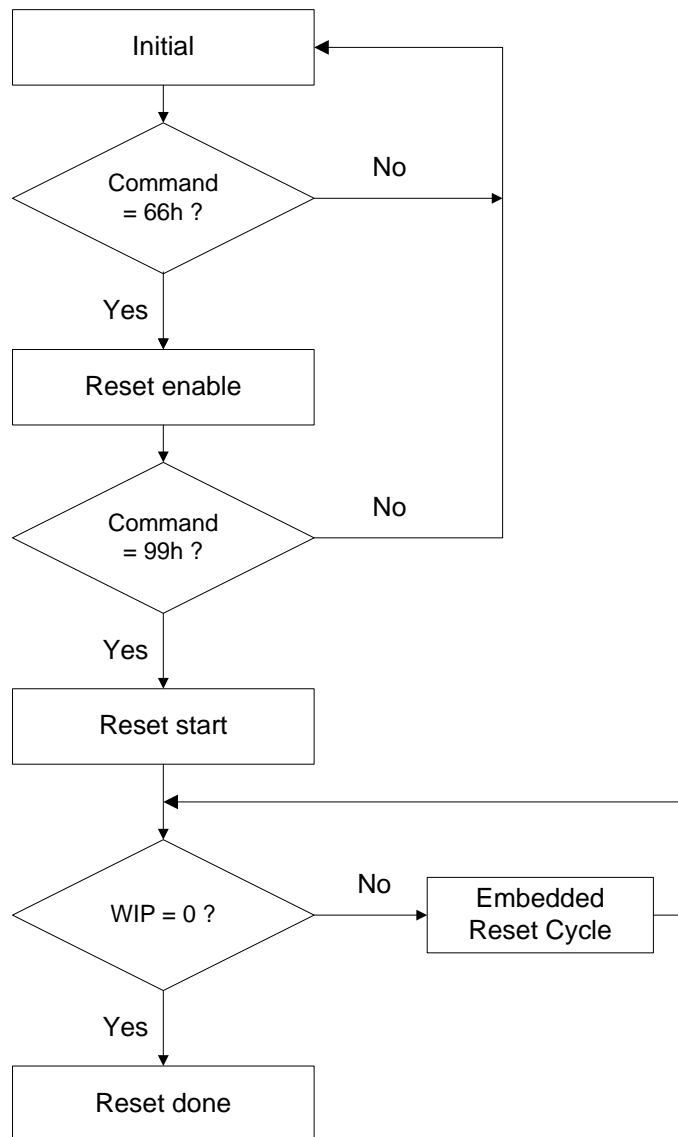 Initial
Command
= 66h ?
No
Yes
Reset enable
Command
= 99h ?
No
Yes
Reset start
WIP = 0 ?
No
Embedded
Reset Cycle
Yes
Reset done